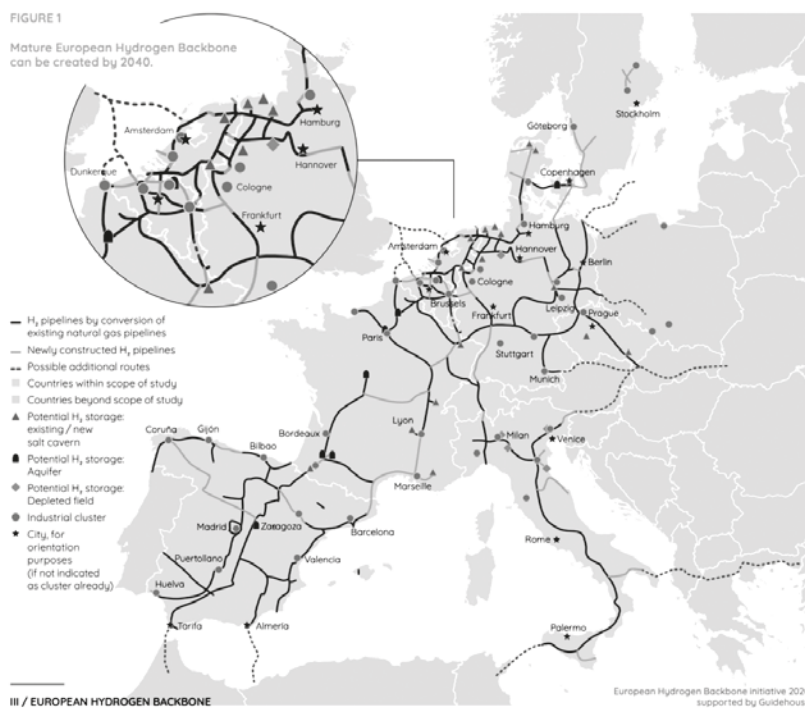 FIGURE 1
Mature European Hydrogen Backbone
can be created by 2040.
Amsterdam
Hamburg
Hannover
Dunkerque
Cologne
Frankfurt
H₂ pipelines by conversion of
existing natural gas pipelines
Newly constructed H₂ pipelines
Possible additional routes
Countries within scope of study
Countries beyond scope of study
Potential H₂ storage:
existing / new
salt cavern
Potential H₂ storage:
Aquifer
Potential H₂ storage:
Depleted field
Industrial cluster
City, for
orientation
purposes
(if not indicated
as cluster already)
Stockholm
Göteborg
Copenhagen
Hamburg
Amsterdam
Hannover
Berlin
Cologne
Brussels
Leipzig
Frankfurt
Prague
Paris
Stuttgart
Munich
Lyon
Milan
Venice
Bordeaux
Coruña
Gijón
Bilbao
Marseille
Madrid
Zaragoza
Barcelona
Puertollano
Valencia
Rome
Huelva
Tarifa
Almería
Palermo
III / EUROPEAN HYDROGEN BACKBONE
European Hydrogen Backbone initiative 202
supported by Guidehous